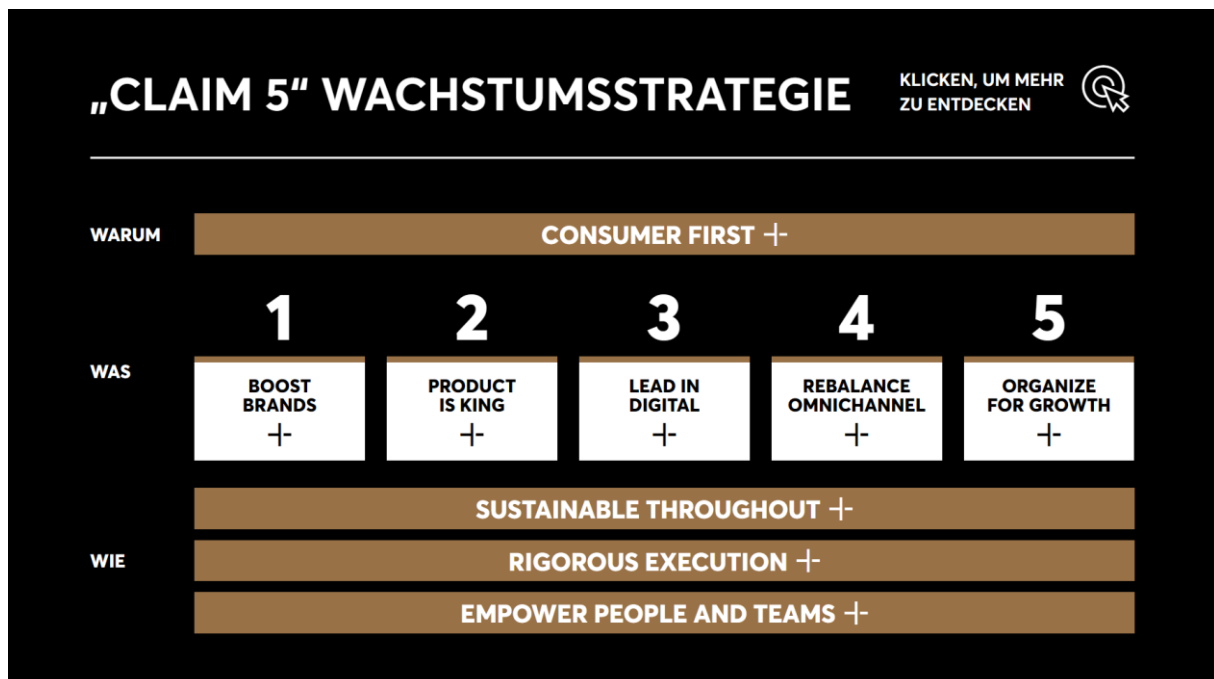 „CLAIM 5“ WACHSTUMSSTRATEGIE
KLICKEN, UM MEHR
ZU ENTDECKEN
WARUM
CONSUMER FIRST
WAS
1
BOOST
BRANDS
2
PRODUCT
IS KING
3
LEAD IN
DIGITAL
4
REBALANCE
OMNICHANNEL
5
ORGANIZE
FOR GROWTH
WIE
SUSTAINABLE THROUGHOUT
RIGOROUS EXECUTION
EMPOWER PEOPLE AND TEAMS